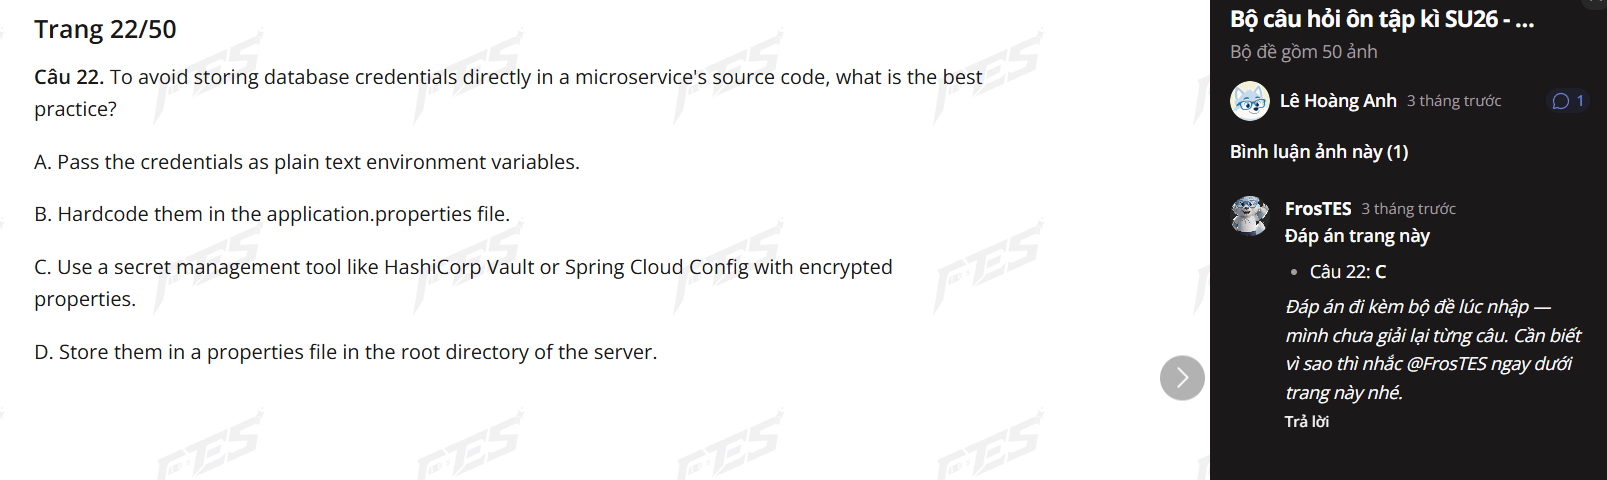 Trang 22/50
Câu 22. To avoid storing database credentials directly in a microservice's source code, what is the best
practice?
A. Pass the credentials as plain text environment variables.
B. Hardcode them in the application.properties file.
C. Use a secret management tool like HashiCorp Vault or Spring Cloud Config with encrypted
properties.
D. Store them in a properties file in the root directory of the server.
Bộ câu hỏi ôn tập kì SU26 - ...
Bộ đề gồm 50 ảnh
Lê Hoàng Anh 3 tháng trước 1
Bình luận ảnh này (1)
FrosTES 3 tháng trước
Đáp án trang này
• Câu 22: C
Đáp án đi kèm bộ đề lúc nhập —
mình chưa giải lại từng câu. Cần biết
vì sao thì nhắc @FrosTES ngay dưới
trang này nhé.
Trả lời
FES